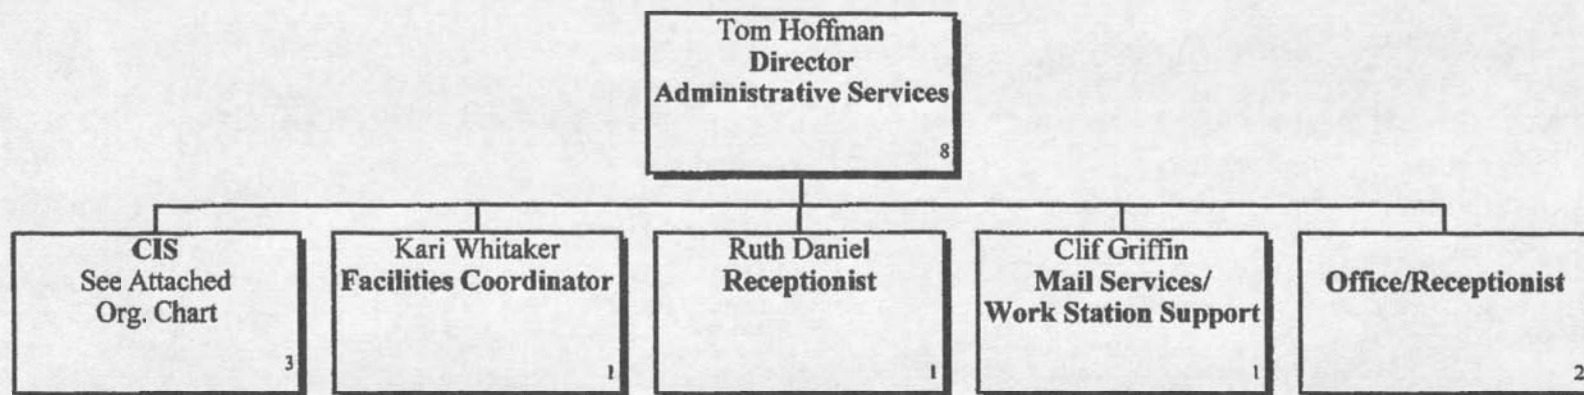 Tom Hoffman
Director
Administrative Services
8
CIS
See Attached
Org. Chart
3
Kari Whitaker
Facilities Coordinator
1
Ruth Daniel
Receptionist
1
Clif Griffin
Mail Services/
Work Station Support
1
Office/Receptionist
2